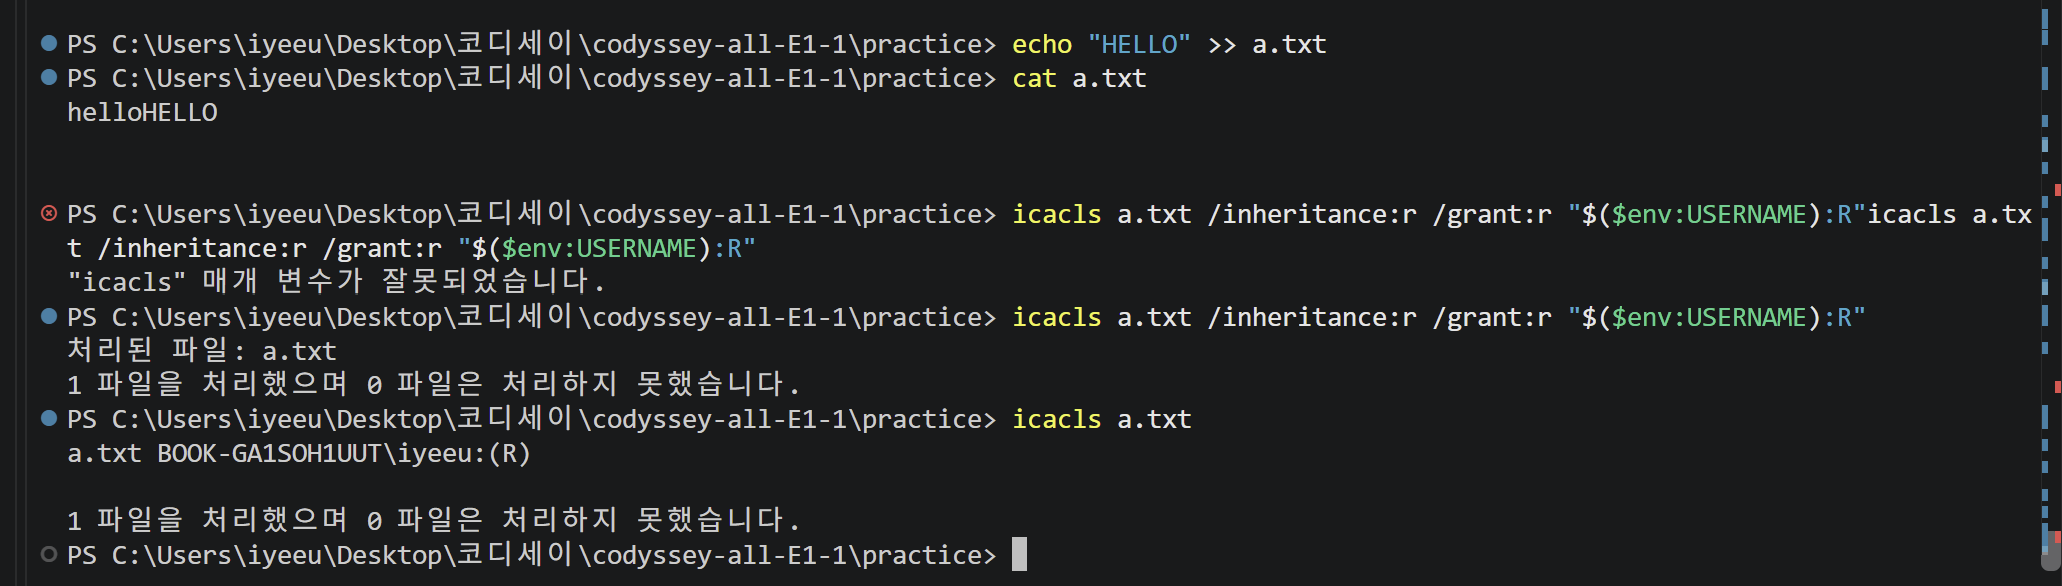 PS C:\Users\iyeeu\Desktop\코디세이\codyssey-all-E1-1\practice> echo "HELLO" >> a.txt
PS C:\Users\iyeeu\Desktop\코디세이\codyssey-all-E1-1\practice> cat a.txt
helloHELLO
PS C:\Users\iyeeu\Desktop\코디세이\codyssey-all-E1-1\practice> icacls a.txt /inheritance:r /grant:r "$($env:USERNAME):R"icacls a.tx
t /inheritance:r /grant:r "$($env:USERNAME):R"
"icacls" 매개 변수가 잘못되었습니다.
PS C:\Users\iyeeu\Desktop\코디세이\codyssey-all-E1-1\practice> icacls a.txt /inheritance:r /grant:r "$($env:USERNAME):R"
처리된 파일: a.txt
1 파일을 처리했으며 0 파일은 처리하지 못했습니다.
PS C:\Users\iyeeu\Desktop\코디세이\codyssey-all-E1-1\practice> icacls a.txt
a.txt BOOK-GA1SOH1UUT\iyeeu:(R)
1 파일을 처리했으며 0 파일은 처리하지 못했습니다.
PS C:\Users\iyeeu\Desktop\코디세이\codyssey-all-E1-1\practice>